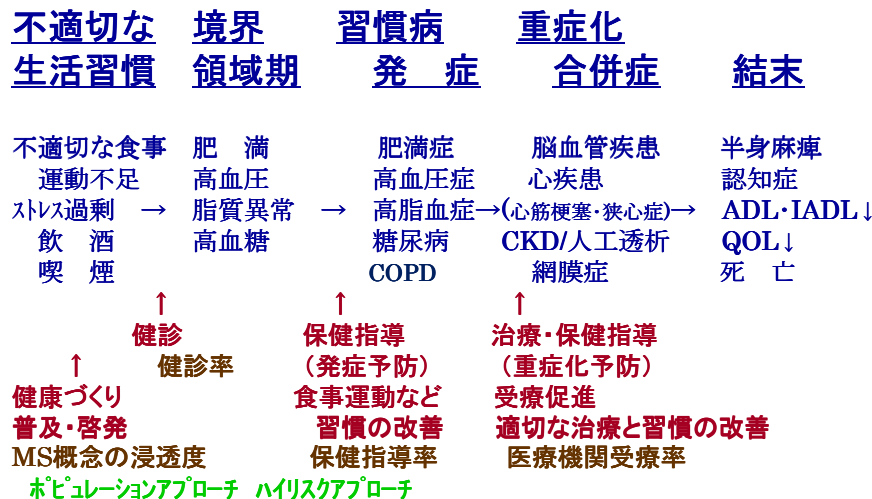 不適切な 境界 習慣病 重症化
生活習慣 領域期 発 症 合併症 結末
不適切な食事 肥 満 肥満症 脳血管疾患 半身麻痺
運動不足 高血圧 高血圧症 心疾患 認知症
ｽﾄﾚｽ過剰 → 脂質異常 → 高脂血症→(心筋梗塞・狭心症)→ ADL・IADL↓
飲 酒 高血糖 糖尿病 CKD/人工透析 QOL↓
喫 煙 COPD 網膜症 死 亡
↑ ↑ ↑
健診 保健指導 治療・保健指導
↑ 健診率 （発症予防） （重症化予防）
健康づくり 食事運動など 受療促進
普及・啓発 習慣の改善 適切な治療と習慣の改善
MS概念の浸透度 保健指導率 医療機関受療率
ﾎﾟﾋﾟｭﾚｰｼｮﾝｱﾌﾟﾛｰﾁ ﾊｲﾘｽｸｱﾌﾟﾛｰﾁ